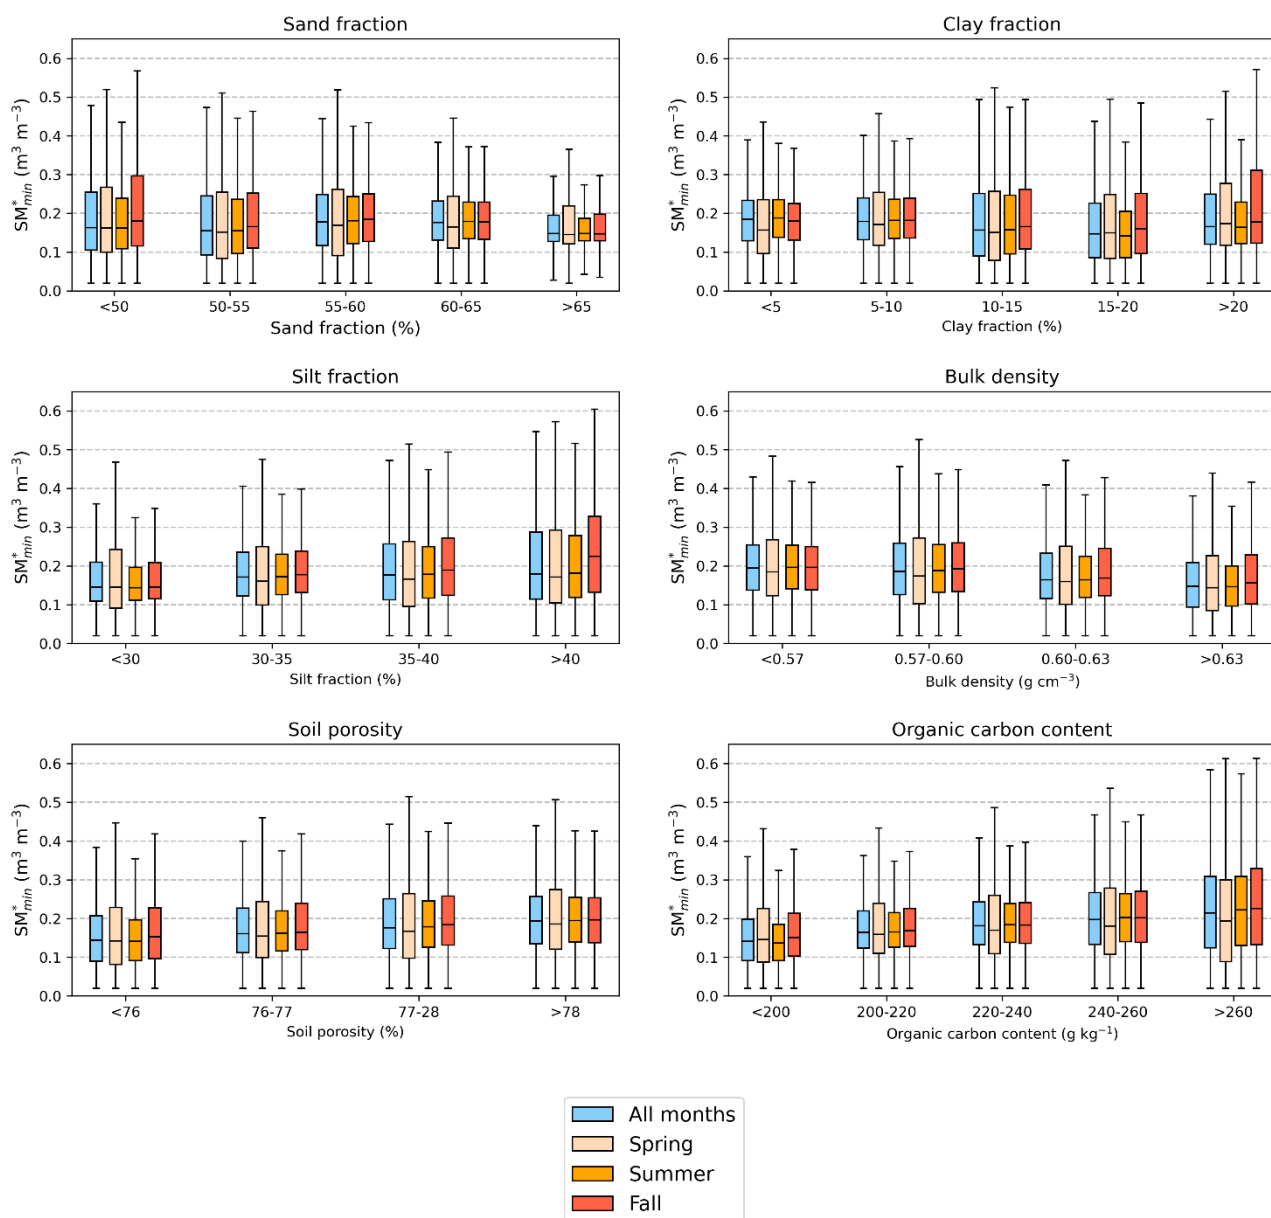 Sand fraction
0.6
0.5
0.4
0.3
0.2
0.1
0.0
SM*min (m³ m⁻³)
<50 50-55 55-60 60-65 >65
Sand fraction (%)
Clay fraction
0.6
0.5
0.4
0.3
0.2
0.1
0.0
SM*min (m³ m⁻³)
<5 5-10 10-15 15-20 >20
Clay fraction (%)
Silt fraction
0.6
0.5
0.4
0.3
0.2
0.1
0.0
SM*min (m³ m⁻³)
<30 30-35 35-40 >40
Silt fraction (%)
Bulk density
0.6
0.5
0.4
0.3
0.2
0.1
0.0
SM*min (m³ m⁻³)
<0.57 0.57-0.60 0.60-0.63 >0.63
Bulk density (g cm⁻³)
Soil porosity
0.6
0.5
0.4
0.3
0.2
0.1
0.0
SM*min (m³ m⁻³)
<76 76-77 77-28 >78
Soil porosity (%)
Organic carbon content
0.6
0.5
0.4
0.3
0.2
0.1
0.0
SM*min (m³ m⁻³)
<200 200-220 220-240 240-260 >260
Organic carbon content (g kg⁻¹)
All months
Spring
Summer
Fall